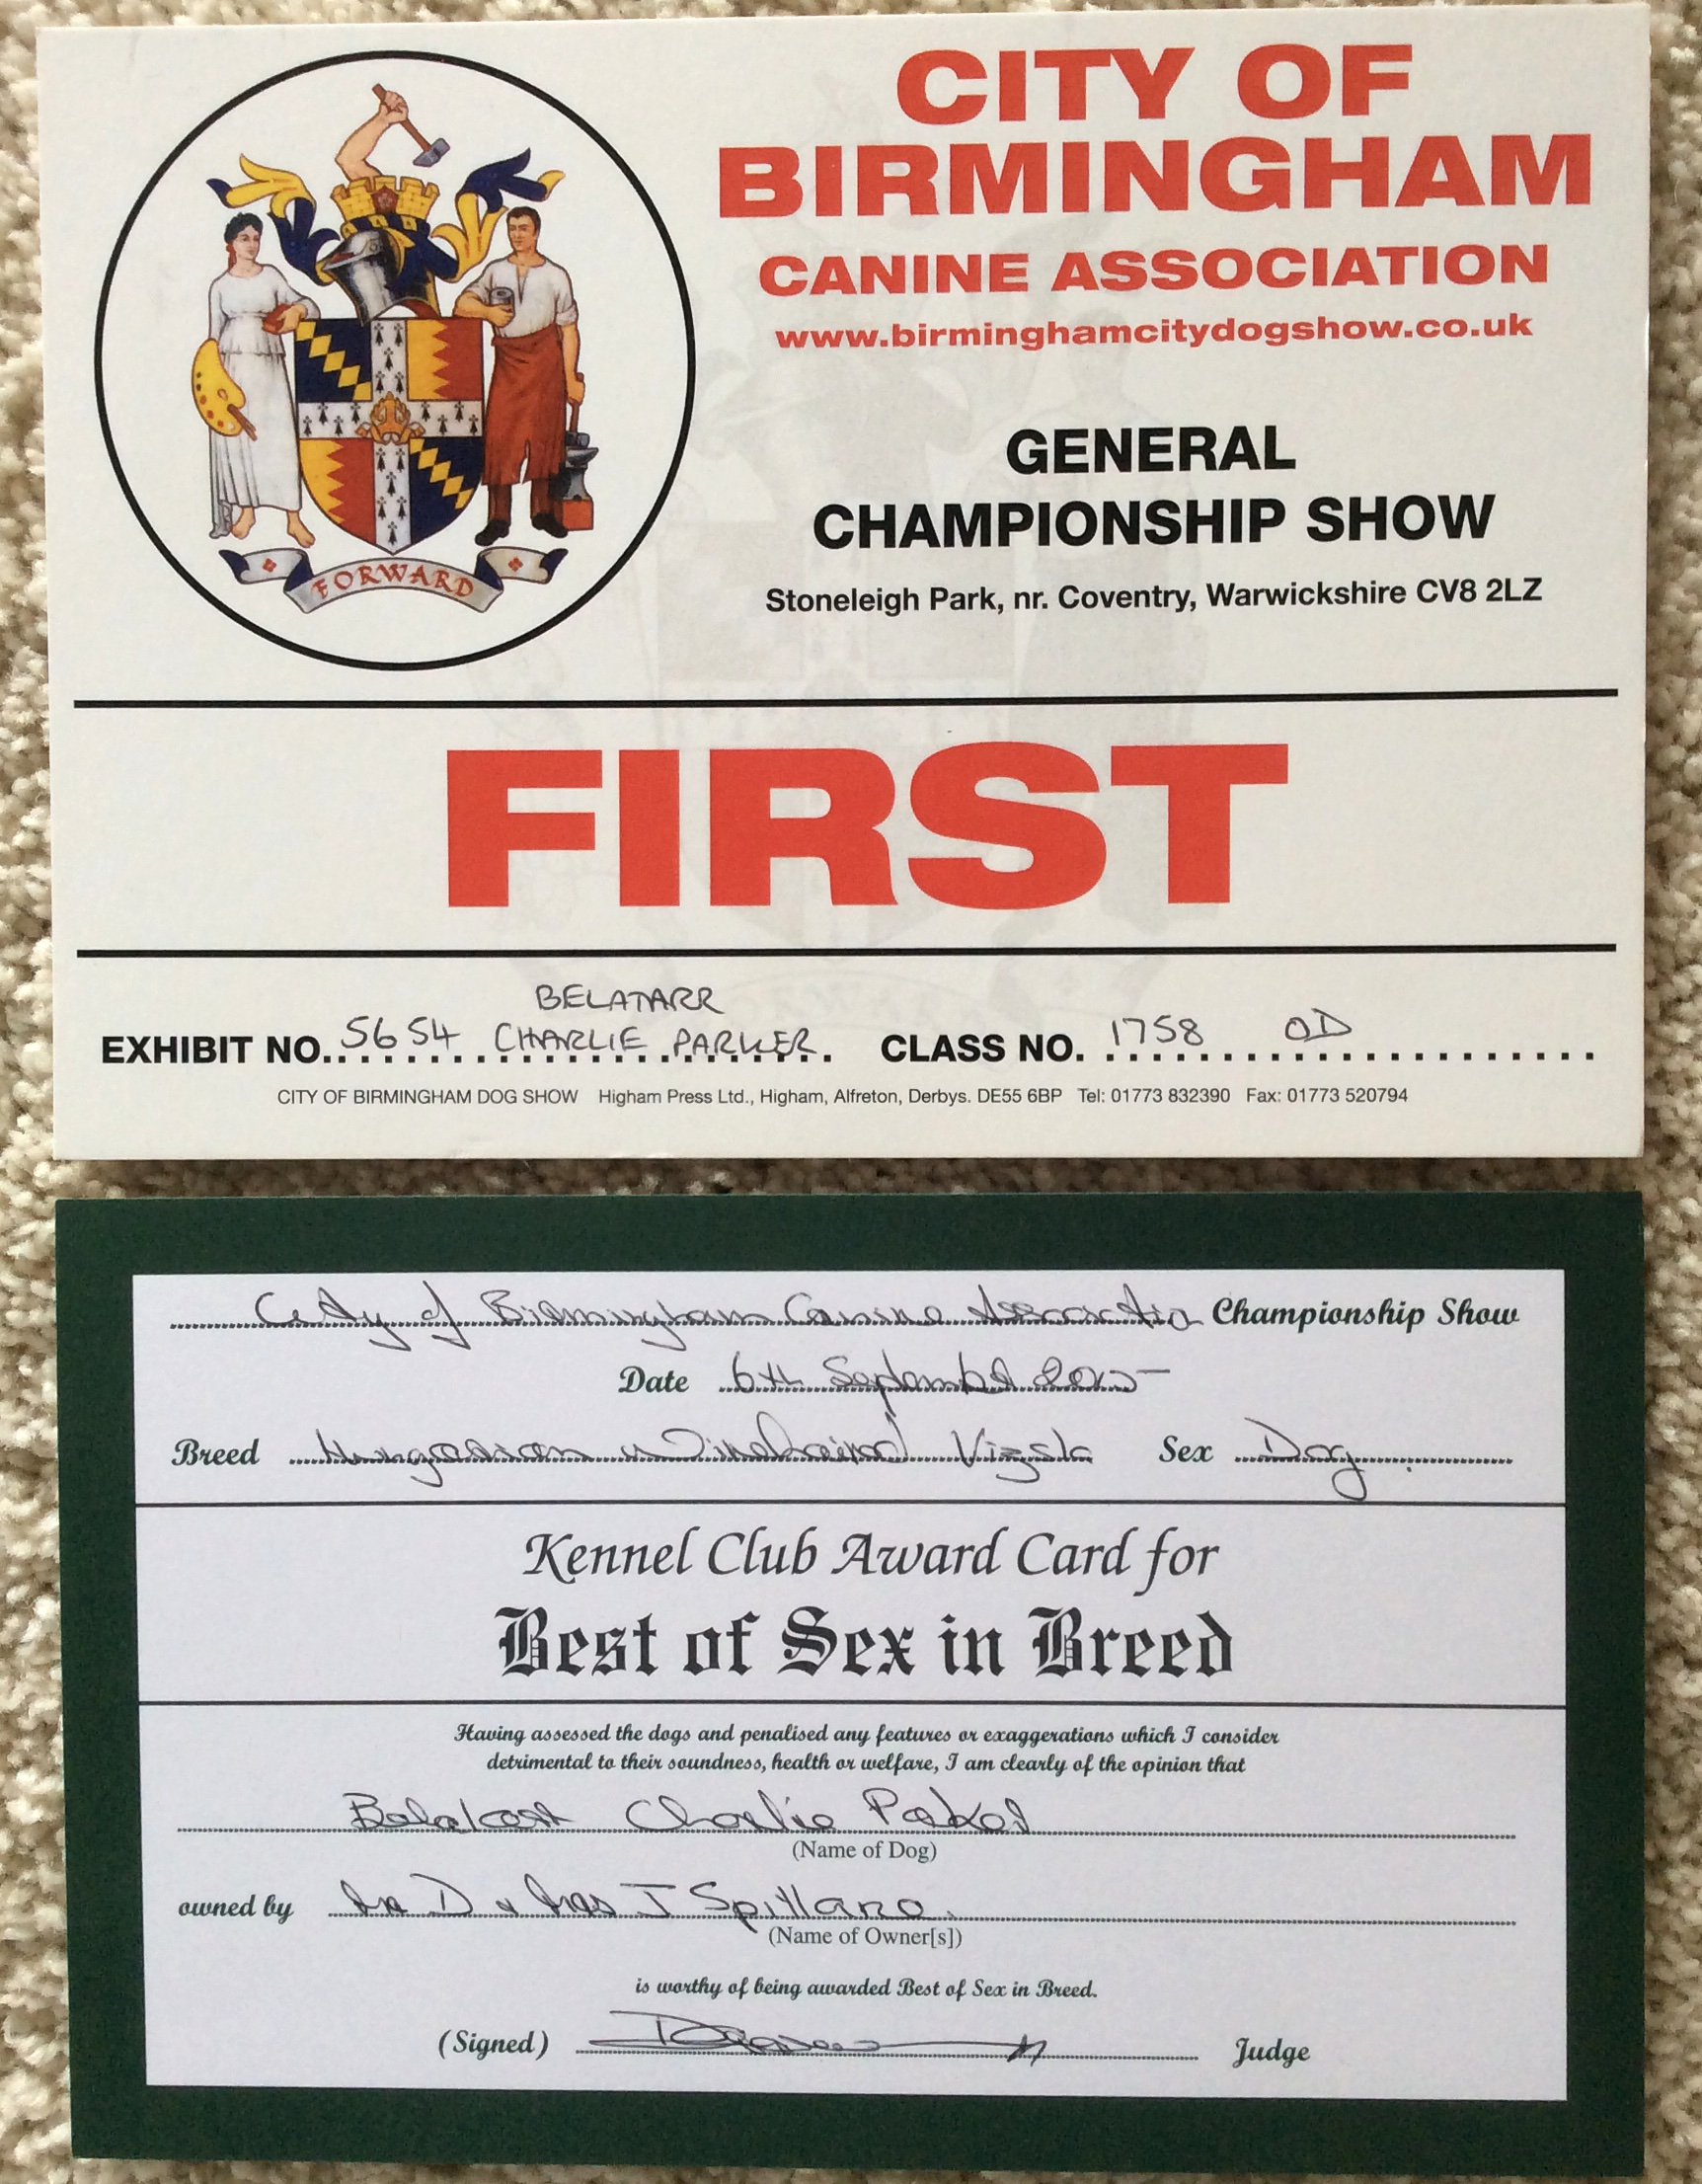 CITY OF
BIRMINGHAM
CANINE ASSOCIATION
www.birminghamcitydogshow.co.uk
GENERAL
CHAMPIONSHIP SHOW
Stoneleigh Park, nr. Coventry, Warwickshire CV8 2LZ
FORWARD
FIRST
BELATARR
EXHIBIT NO. 5654 CHARLIE PARKER. CLASS NO. 1758 OD
CITY OF BIRMINGHAM DOG SHOW Higham Press Ltd., Higham, Alfreton, Derbys. DE55 6BP Tel: 01773 832390 Fax: 01773 520794
City of Birmingham Canine Association Championship Show
Date 6th September 2015
Breed Hungarian Wirehaired Vizsla Sex Dog
Kennel Club Award Card for
Best of Sex in Breed
Having assessed the dogs and penalised any features or exaggerations which I consider
detrimental to their soundness, health or welfare, I am clearly of the opinion that
Charlie Parker
(Name of Dog)
owned by Mr D & Mrs J Spillane
(Name of Owner[s])
is worthy of being awarded Best of Sex in Breed.
(Signed) Judge